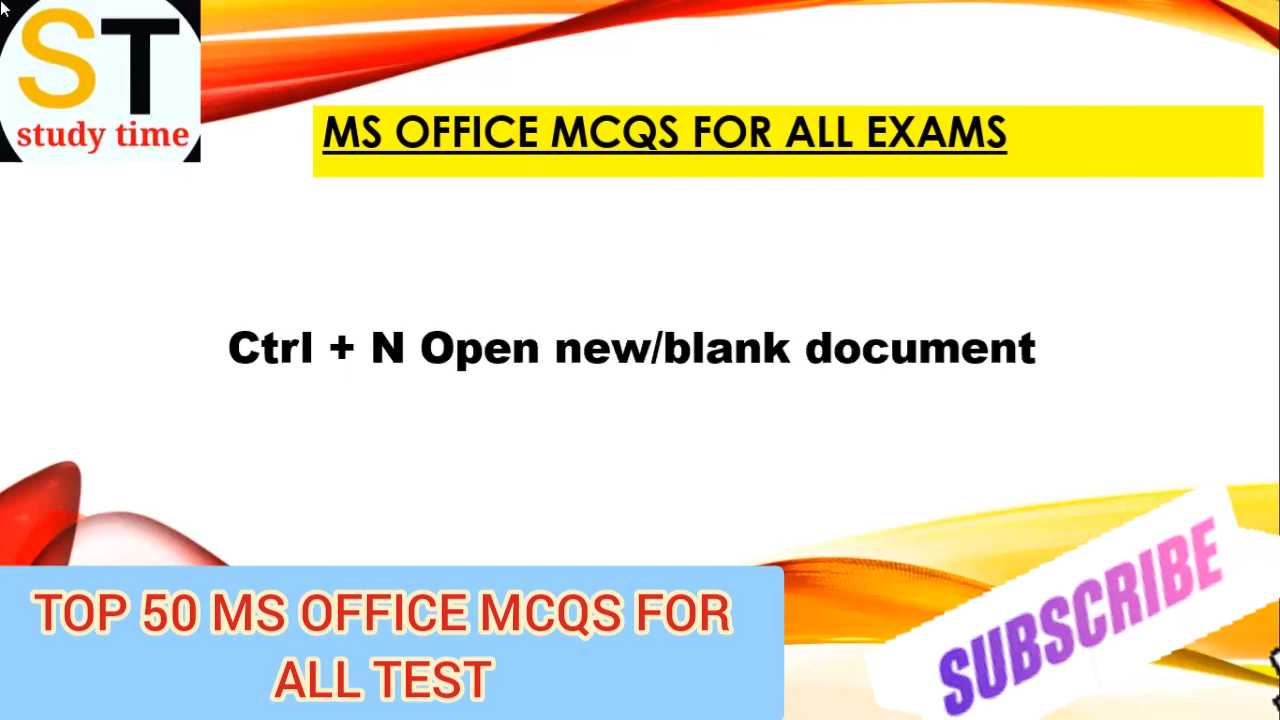 ST
study time
MS OFFICE MCQS FOR ALL EXAMS
Ctrl + N Open new/blank document
TOP 50 MS OFFICE MCQS FOR
ALL TEST
SUBSCRIBE